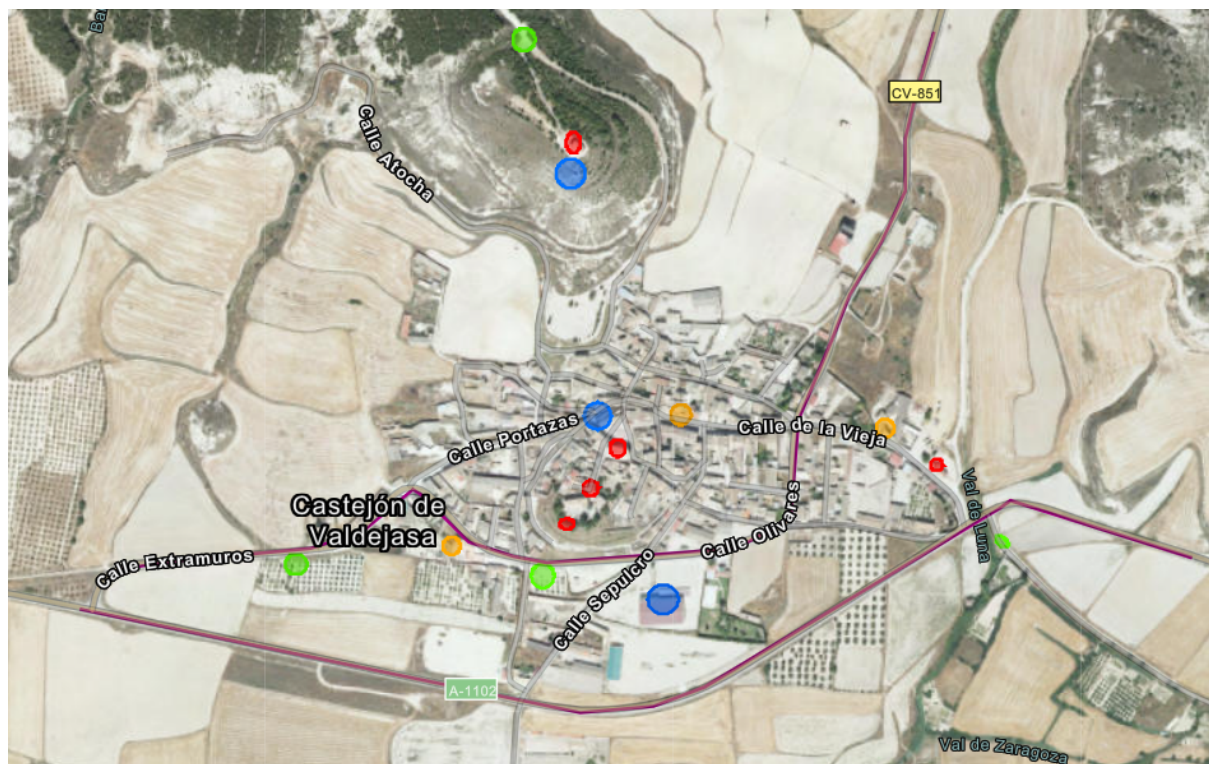 Ba
CV-851
Calle Atocha
Calle Portazas
Calle de la Vieja
Castejón de
Valdejasa
Val de Luna
Calle Olivares
Calle Extramuros
Calle Sepulcro
A-1102
Val de Zaragoza